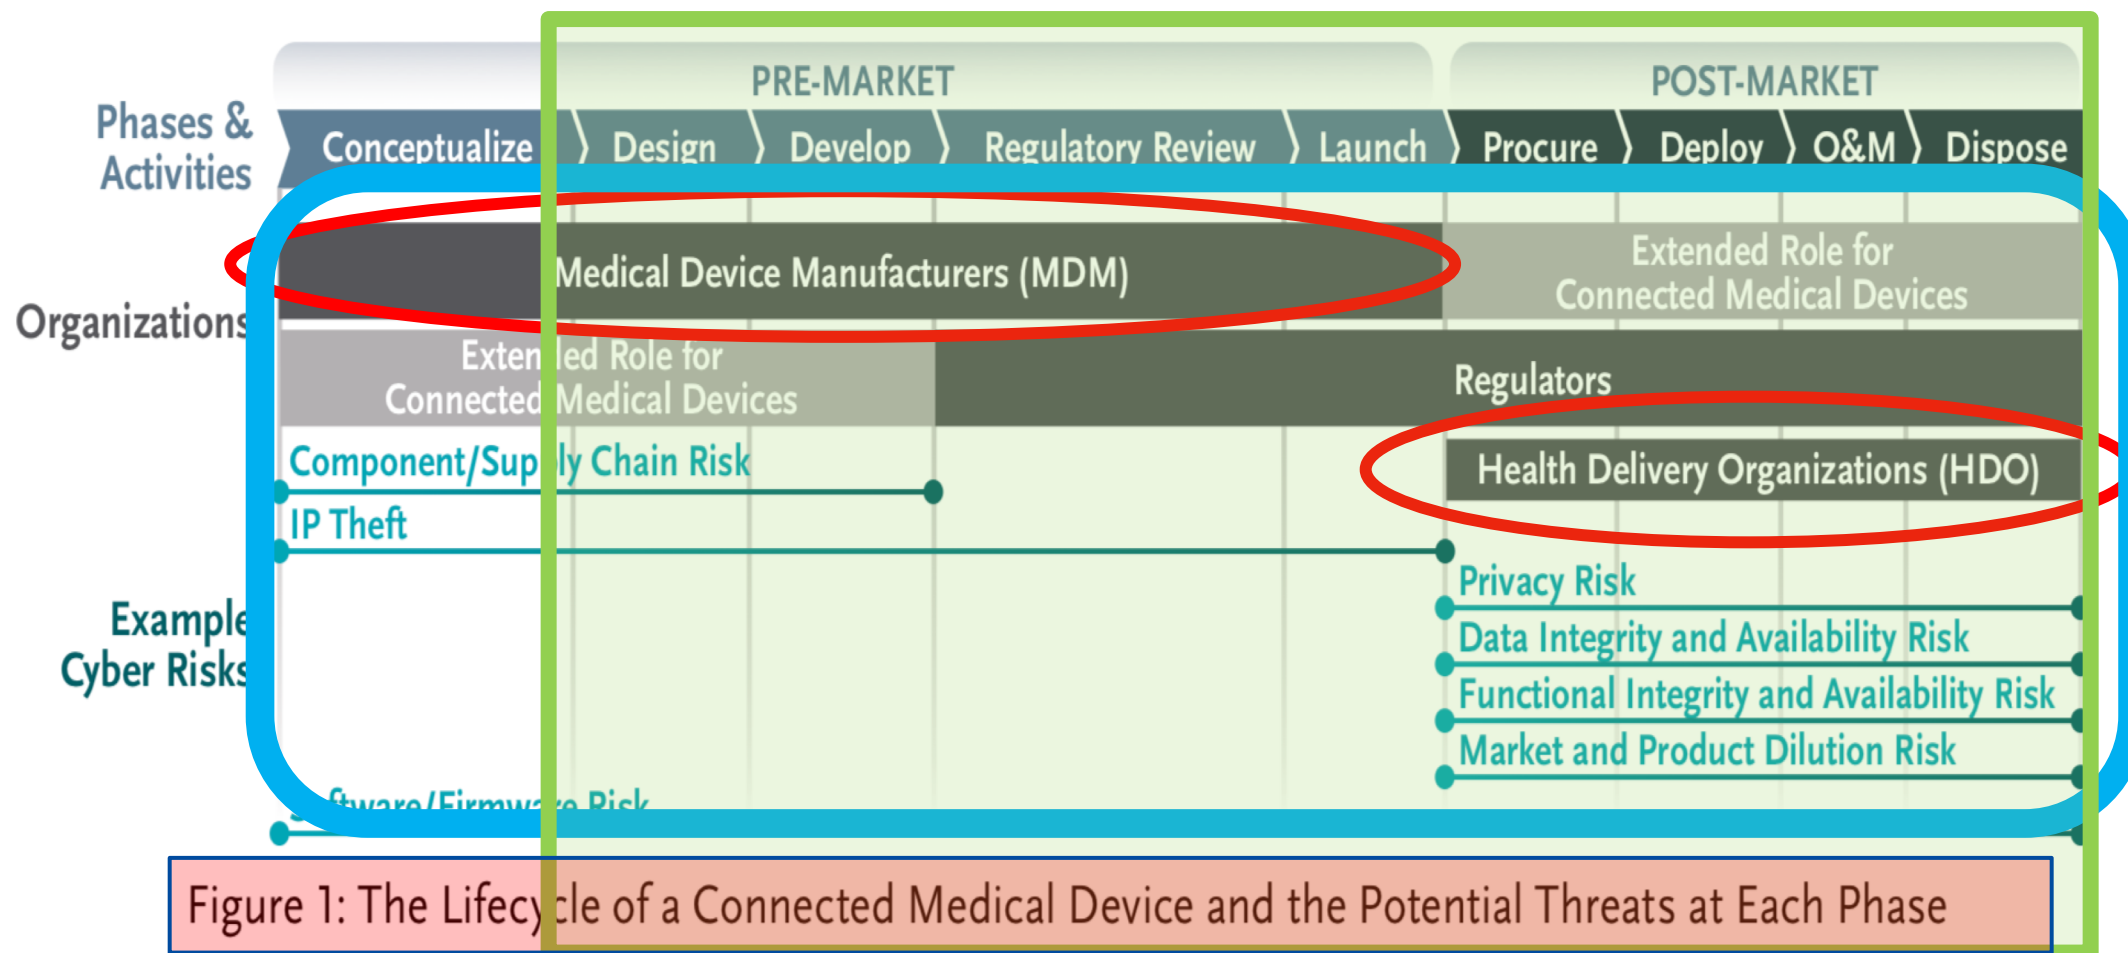 PRE-MARKET
POST-MARKET
Phases &
Activities
Conceptualize
Design
Develop
Regulatory Review
Launch
Procure
Deploy
O&M
Dispose
Organizations
Medical Device Manufacturers (MDM)
Extended Role for
Connected Medical Devices
Extended Role for
Connected Medical Devices
Regulators
Health Delivery Organizations (HDO)
Example
Cyber Risks
Component/Supply Chain Risk
IP Theft
Privacy Risk
Data Integrity and Availability Risk
Functional Integrity and Availability Risk
Market and Product Dilution Risk
Software/Firmware Risk
Figure 1: The Lifecycle of a Connected Medical Device and the Potential Threats at Each Phase